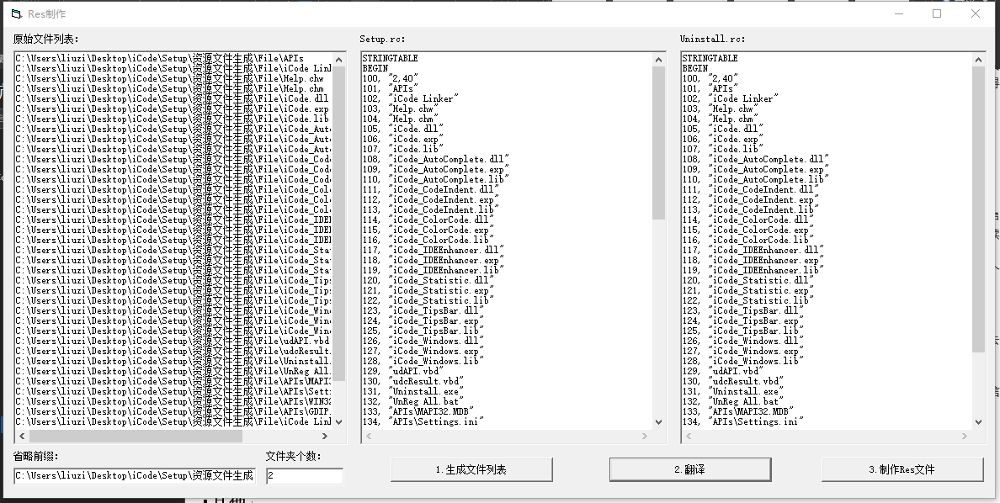 Res制作
原始文件列表:
C:\Users\liuzi\Desktop\iCode\Setup\资源文件生成\File\APIs
C:\Users\liuzi\Desktop\iCode\Setup\资源文件生成\File\iCode Lin
C:\Users\liuzi\Desktop\iCode\Setup\资源文件生成\File\Help.chw
C:\Users\liuzi\Desktop\iCode\Setup\资源文件生成\File\Help.chm
C:\Users\liuzi\Desktop\iCode\Setup\资源文件生成\File\iCode.dll
C:\Users\liuzi\Desktop\iCode\Setup\资源文件生成\File\iCode.exp
C:\Users\liuzi\Desktop\iCode\Setup\资源文件生成\File\iCode.lib
C:\Users\liuzi\Desktop\iCode\Setup\资源文件生成\File\iCode_Aut
C:\Users\liuzi\Desktop\iCode\Setup\资源文件生成\File\iCode_Aut
C:\Users\liuzi\Desktop\iCode\Setup\资源文件生成\File\iCode_Aut
C:\Users\liuzi\Desktop\iCode\Setup\资源文件生成\File\iCode_Cod
C:\Users\liuzi\Desktop\iCode\Setup\资源文件生成\File\iCode_Cod
C:\Users\liuzi\Desktop\iCode\Setup\资源文件生成\File\iCode_Cod
C:\Users\liuzi\Desktop\iCode\Setup\资源文件生成\File\iCode_Col
C:\Users\liuzi\Desktop\iCode\Setup\资源文件生成\File\iCode_Col
C:\Users\liuzi\Desktop\iCode\Setup\资源文件生成\File\iCode_Col
C:\Users\liuzi\Desktop\iCode\Setup\资源文件生成\File\iCode_IDE
C:\Users\liuzi\Desktop\iCode\Setup\资源文件生成\File\iCode_IDE
C:\Users\liuzi\Desktop\iCode\Setup\资源文件生成\File\iCode_IDE
C:\Users\liuzi\Desktop\iCode\Setup\资源文件生成\File\iCode_Sta
C:\Users\liuzi\Desktop\iCode\Setup\资源文件生成\File\iCode_Sta
C:\Users\liuzi\Desktop\iCode\Setup\资源文件生成\File\iCode_Sta
C:\Users\liuzi\Desktop\iCode\Setup\资源文件生成\File\iCode_Tip
C:\Users\liuzi\Desktop\iCode\Setup\资源文件生成\File\iCode_Tip
C:\Users\liuzi\Desktop\iCode\Setup\资源文件生成\File\iCode_Tip
C:\Users\liuzi\Desktop\iCode\Setup\资源文件生成\File\iCode_Win
C:\Users\liuzi\Desktop\iCode\Setup\资源文件生成\File\iCode_Win
C:\Users\liuzi\Desktop\iCode\Setup\资源文件生成\File\iCode_Win
C:\Users\liuzi\Desktop\iCode\Setup\资源文件生成\File\udAPI.vbd
C:\Users\liuzi\Desktop\iCode\Setup\资源文件生成\File\udcResult.
C:\Users\liuzi\Desktop\iCode\Setup\资源文件生成\File\Uninstall.
C:\Users\liuzi\Desktop\iCode\Setup\资源文件生成\File\UnReg All.
C:\Users\liuzi\Desktop\iCode\Setup\资源文件生成\File\APIs\MAPI3
C:\Users\liuzi\Desktop\iCode\Setup\资源文件生成\File\APIs\Sett
C:\Users\liuzi\Desktop\iCode\Setup\资源文件生成\File\APIs\WIN3
C:\Users\liuzi\Desktop\iCode\Setup\资源文件生成\File\APIs\GDIP
C:\Users\liuzi\Desktop\iCode\Setup\资源文件生成\File\iCode Lin
Setup.rc:
STRINGTABLE
BEGIN
100, "2,40"
101, "APIs"
102, "iCode Linker"
103, "Help.chw"
104, "Help.chm"
105, "iCode.dll"
106, "iCode.exp"
107, "iCode.lib"
108, "iCode_AutoComplete.dll"
109, "iCode_AutoComplete.exp"
110, "iCode_AutoComplete.lib"
111, "iCode_CodeIndent.dll"
112, "iCode_CodeIndent.exp"
113, "iCode_CodeIndent.lib"
114, "iCode_ColorCode.dll"
115, "iCode_ColorCode.exp"
116, "iCode_ColorCode.lib"
117, "iCode_IDEEnhancer.dll"
118, "iCode_IDEEnhancer.exp"
119, "iCode_IDEEnhancer.lib"
120, "iCode_Statistic.dll"
121, "iCode_Statistic.exp"
122, "iCode_Statistic.lib"
123, "iCode_TipsBar.dll"
124, "iCode_TipsBar.exp"
125, "iCode_TipsBar.lib"
126, "iCode_Windows.dll"
127, "iCode_Windows.exp"
128, "iCode_Windows.lib"
129, "udAPI.vbd"
130, "udcResult.vbd"
131, "Uninstall.exe"
132, "UnReg All.bat"
133, "APIs\MAPI32.MDB"
134, "APIs\Settings.ini"
Uninstall.rc:
STRINGTABLE
BEGIN
100, "2,40"
101, "APIs"
102, "iCode Linker"
103, "Help.chw"
104, "Help.chm"
105, "iCode.dll"
106, "iCode.exp"
107, "iCode.lib"
108, "iCode_AutoComplete.dll"
109, "iCode_AutoComplete.exp"
110, "iCode_AutoComplete.lib"
111, "iCode_CodeIndent.dll"
112, "iCode_CodeIndent.exp"
113, "iCode_CodeIndent.lib"
114, "iCode_ColorCode.dll"
115, "iCode_ColorCode.exp"
116, "iCode_ColorCode.lib"
117, "iCode_IDEEnhancer.dll"
118, "iCode_IDEEnhancer.exp"
119, "iCode_IDEEnhancer.lib"
120, "iCode_Statistic.dll"
121, "iCode_Statistic.exp"
122, "iCode_Statistic.lib"
123, "iCode_TipsBar.dll"
124, "iCode_TipsBar.exp"
125, "iCode_TipsBar.lib"
126, "iCode_Windows.dll"
127, "iCode_Windows.exp"
128, "iCode_Windows.lib"
129, "udAPI.vbd"
130, "udcResult.vbd"
131, "Uninstall.exe"
132, "UnReg All.bat"
133, "APIs\MAPI32.MDB"
134, "APIs\Settings.ini"
省略前缀:
C:\Users\liuzi\Desktop\iCode\Setup\资源文件生成
文件夹个数:
2
1.生成文件列表
2.翻译
3.制作Res文件